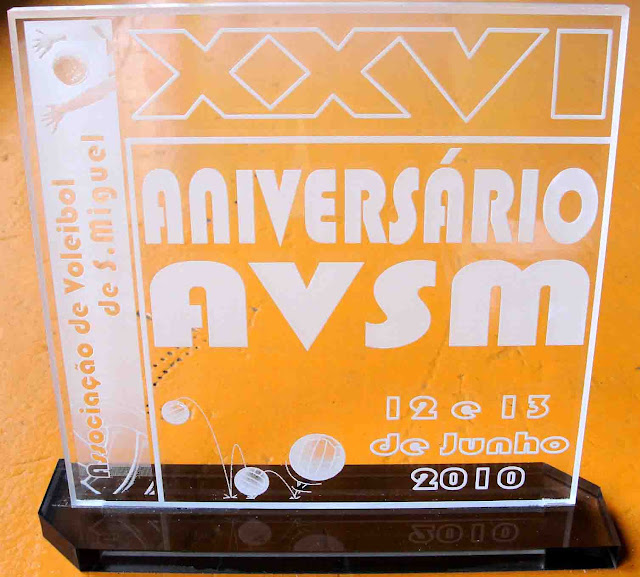 XXVI
ANIVERSÁRIO
AVSM
12 e 13
de Junho
2010
Associação de Voleibol
de S. Miguel